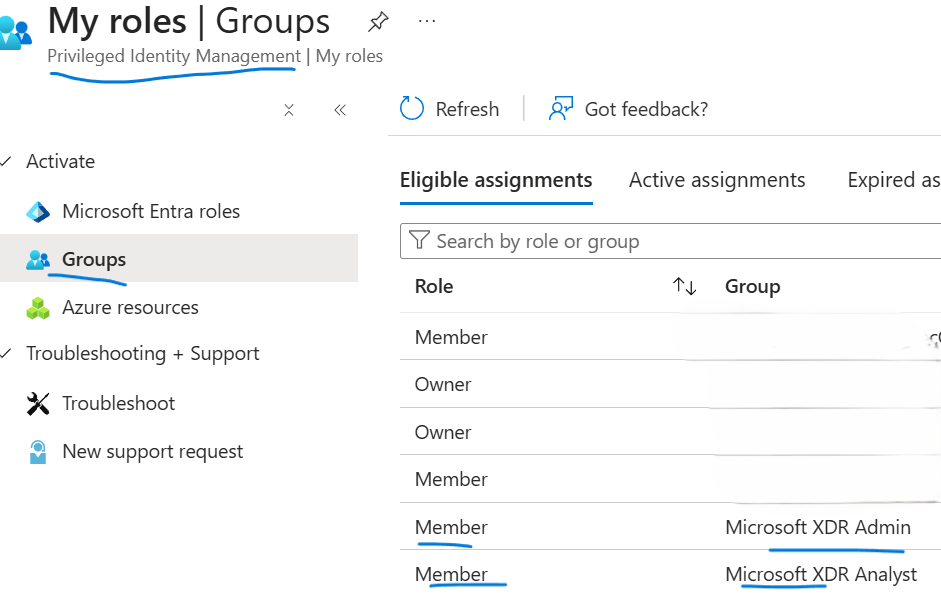 My roles | Groups ...
Privileged Identity Management | My roles
Refresh
Got feedback?
Activate
Microsoft Entra roles
Groups
Azure resources
Troubleshooting + Support
Troubleshoot
New support request
Eligible assignments
Active assignments
Expired as
Search by role or group
Role
Group
Member
Owner
Owner
Member
Member
Microsoft XDR Admin
Member
Microsoft XDR Analyst